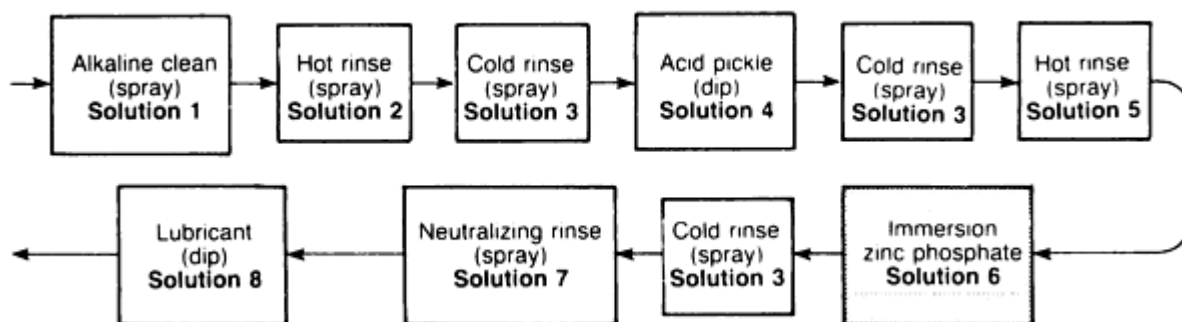 Alkaline clean
(spray)
Solution 1
Hot rinse
(spray)
Solution 2
Cold rinse
(spray)
Solution 3
Acid pickle
(dip)
Solution 4
Cold rinse
(spray)
Solution 3
Hot rinse
(spray)
Solution 5
Lubricant
(dip)
Solution 8
Neutralizing rinse
(spray)
Solution 7
Cold rinse
(spray)
Solution 3
Immersion
zinc phosphate
Solution 6